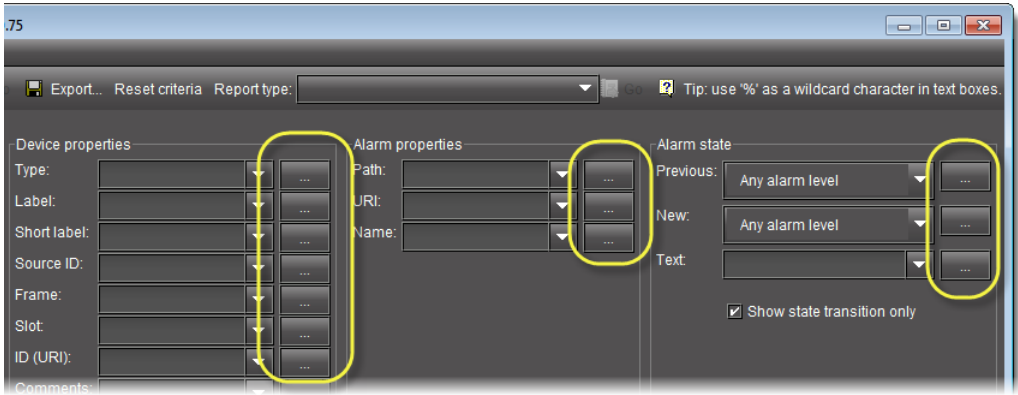 .75
Export... Reset criteria Report type: Go Tip: use '%' as a wildcard character in text boxes.
Device properties
Type: ...
Label: ...
Short label: ...
Source ID: ...
Frame: ...
Slot: ...
ID (URI): ...
Comments:
Alarm properties
Path: ...
URI: ...
Name: ...
Alarm state
Previous: Any alarm level ...
New: Any alarm level ...
Text: ...
Show state transition only